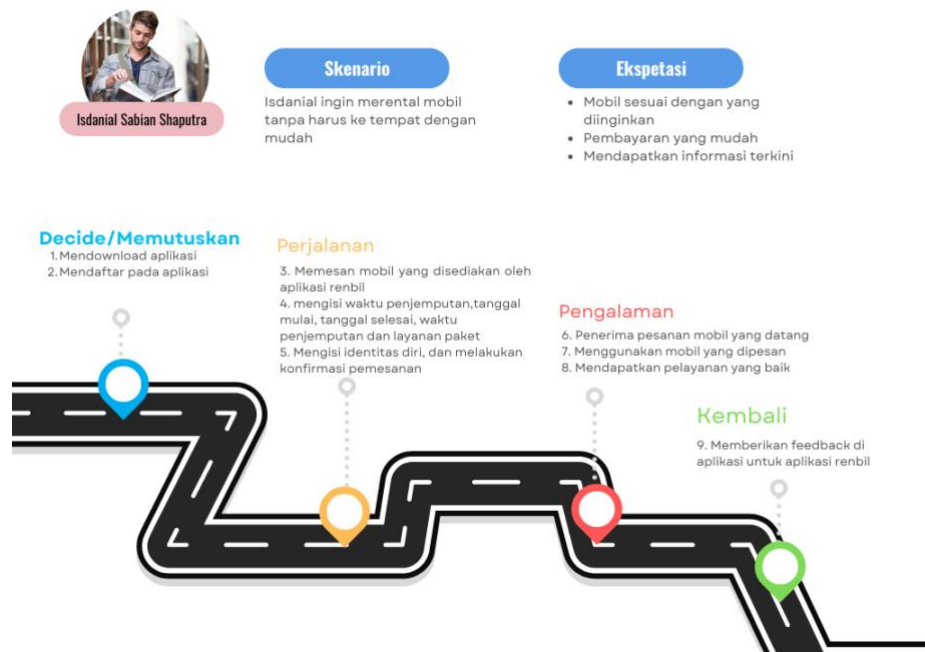 Isdanial Sabian Shaputra
Skenario
Isdanial ingin merental mobil
tanpa harus ke tempat dengan
mudah
Ekspetasi
• Mobil sesuai dengan yang
diinginkan
• Pembayaran yang mudah
• Mendapatkan informasi terkini
Decide/Memutuskan
1. Mendownload aplikasi
2. Mendaftar pada aplikasi
Perjalanan
3. Memesan mobil yang disediakan oleh
aplikasi renbil
4. mengisi waktu penjemputan,tanggal
mulai, tanggal selesai, waktu
penjemputan dan layanan paket
5. Mengisi identitas diri, dan melakukan
konfirmasi pemesanan
Pengalaman
6. Penerima pesanan mobil yang datang
7. Menggunakan mobil yang dipesan
8. Mendapatkan pelayanan yang baik
Kembali
9. Memberikan feedback di
aplikasi untuk aplikasi renbil